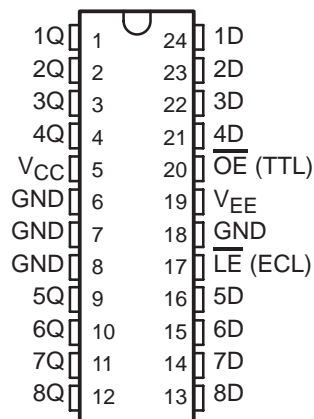 1Q 1 24 1D
2Q 2 23 2D
3Q 3 22 3D
4Q 4 21 4D
VCC 5 20 O̅E̅ (TTL)
GND 6 19 VEE
GND 7 18 GND
GND 8 17 L̅E̅ (ECL)
5Q 9 16 5D
6Q 10 15 6D
7Q 11 14 7D
8Q 12 13 8D